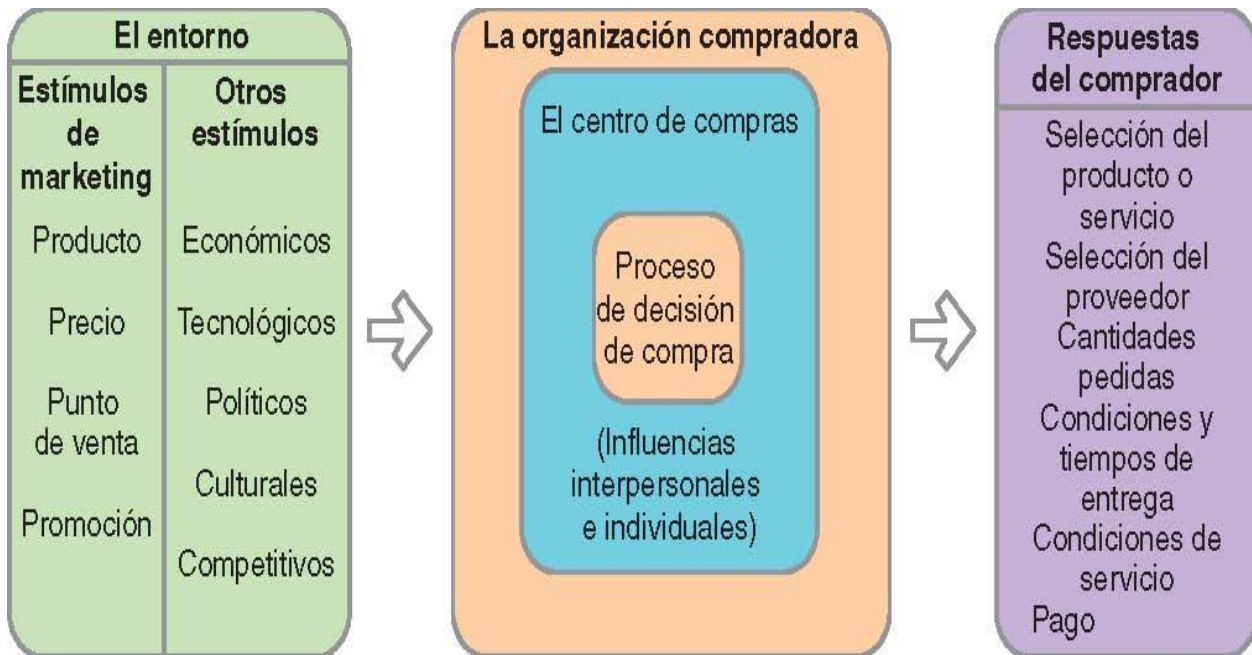 El entorno
Estímulos
de
marketing
Producto
Precio
Punto
de venta
Promoción
Otros
estímulos
Económicos
Tecnológicos
Políticos
Culturales
Competitivos
La organización compradora
El centro de compras
Proceso
de decisión
de compra
(Influencias
interpersonales
e individuales)
Respuestas
del comprador
Selección del
producto o
servicio
Selección del
proveedor
Cantidades
pedidas
Condiciones y
tiempos de
entrega
Condiciones de
servicio
Pago